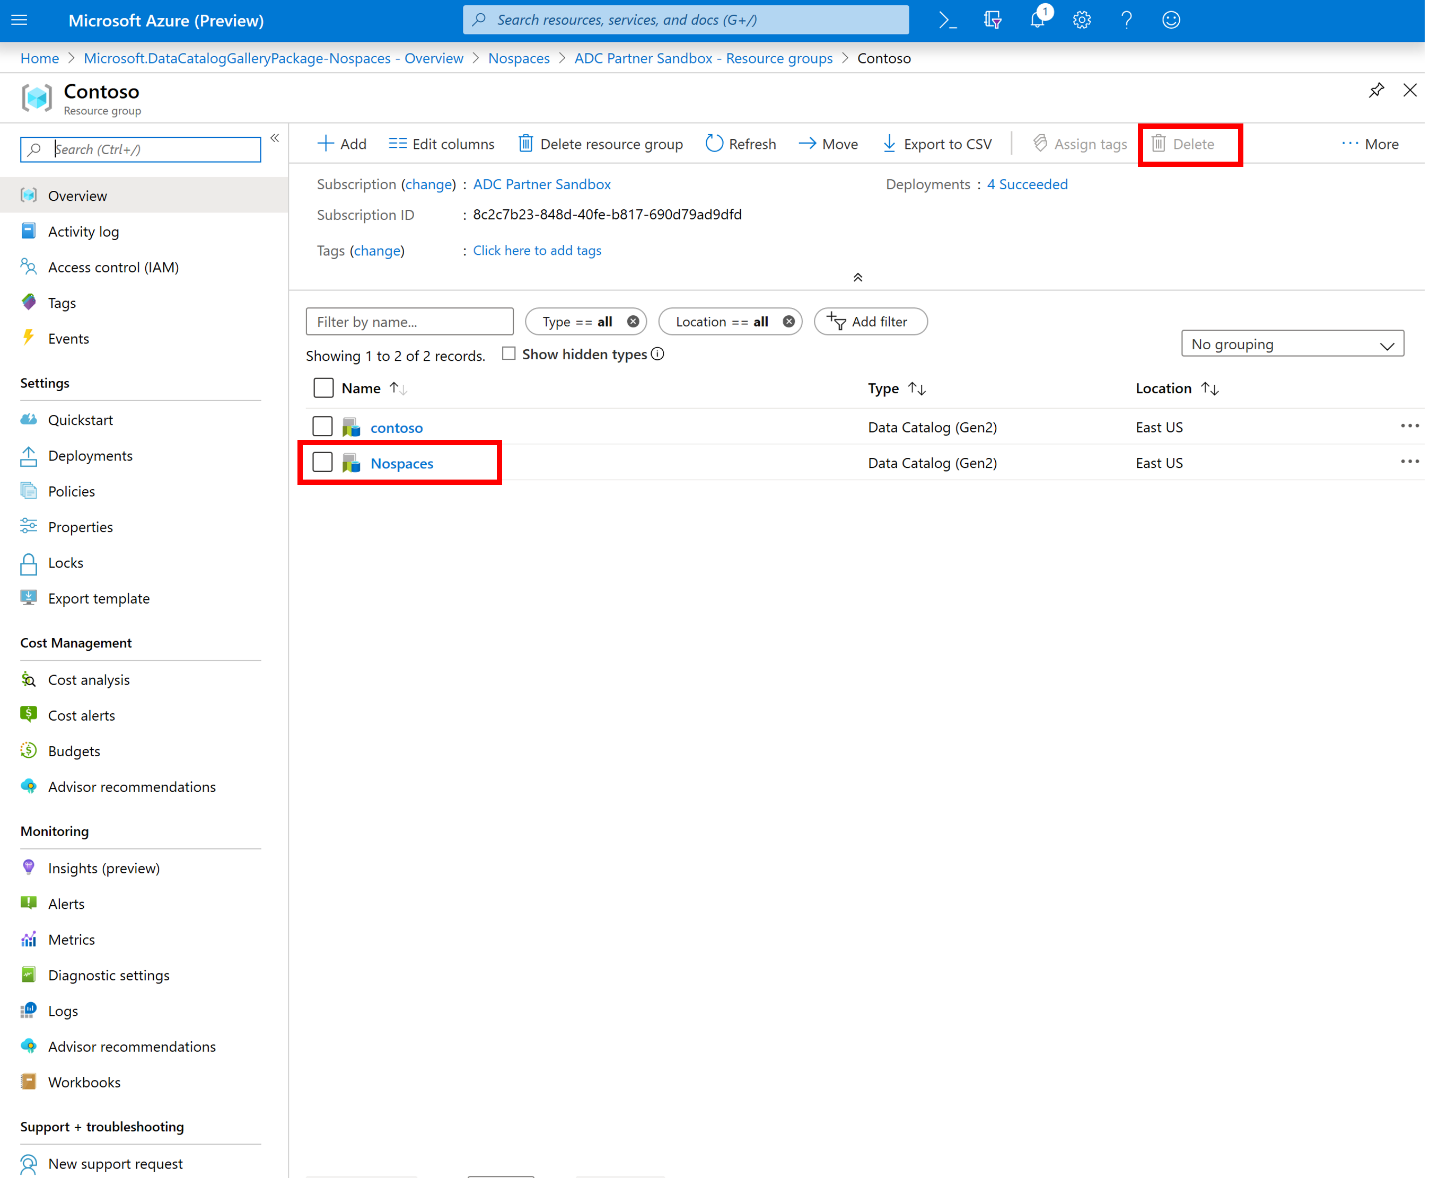 Microsoft Azure (Preview)
Search resources, services, and docs (G+/)
1
Home > Microsoft.DataCatalogGalleryPackage-Nospaces - Overview > Nospaces > ADC Partner Sandbox - Resource groups > Contoso
Contoso
Resource group
Search (Ctrl+/)
Overview
Activity log
Access control (IAM)
Tags
Events
Settings
Quickstart
Deployments
Policies
Properties
Locks
Export template
Cost Management
Cost analysis
Cost alerts
Budgets
Advisor recommendations
Monitoring
Insights (preview)
Alerts
Metrics
Diagnostic settings
Logs
Advisor recommendations
Workbooks
Support + troubleshooting
New support request
Add Edit columns Delete resource group Refresh Move Export to CSV Assign tags Delete ··· More
Subscription (change) : ADC Partner Sandbox Deployments : 4 Succeeded
Subscription ID : 8c2c7b23-848d-40fe-b817-690d79ad9dfd
Tags (change) : Click here to add tags
Filter by name... Type == all Location == all Add filter
Showing 1 to 2 of 2 records. Show hidden types No grouping
Name Type Location
contoso Data Catalog (Gen2) East US
Nospaces Data Catalog (Gen2) East US